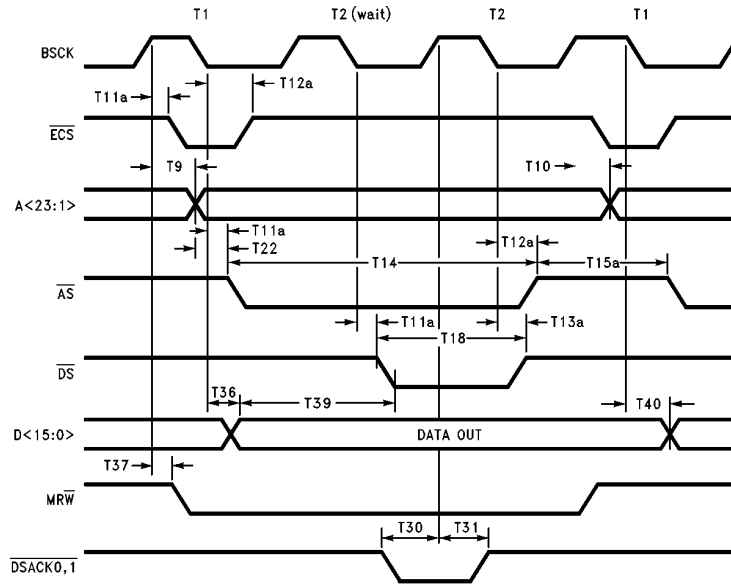 T1 T2 (wait) T2 T1
BSCK
T11a T12a
ECS
T9 T10
A<23:1>
T11a T12a
T22
T14 T15a
AS
T11a T13a
T18
DS
T36 T39 T40
D<15:0> DATA OUT
T37
MRW
T30 T31
DSACK0,1